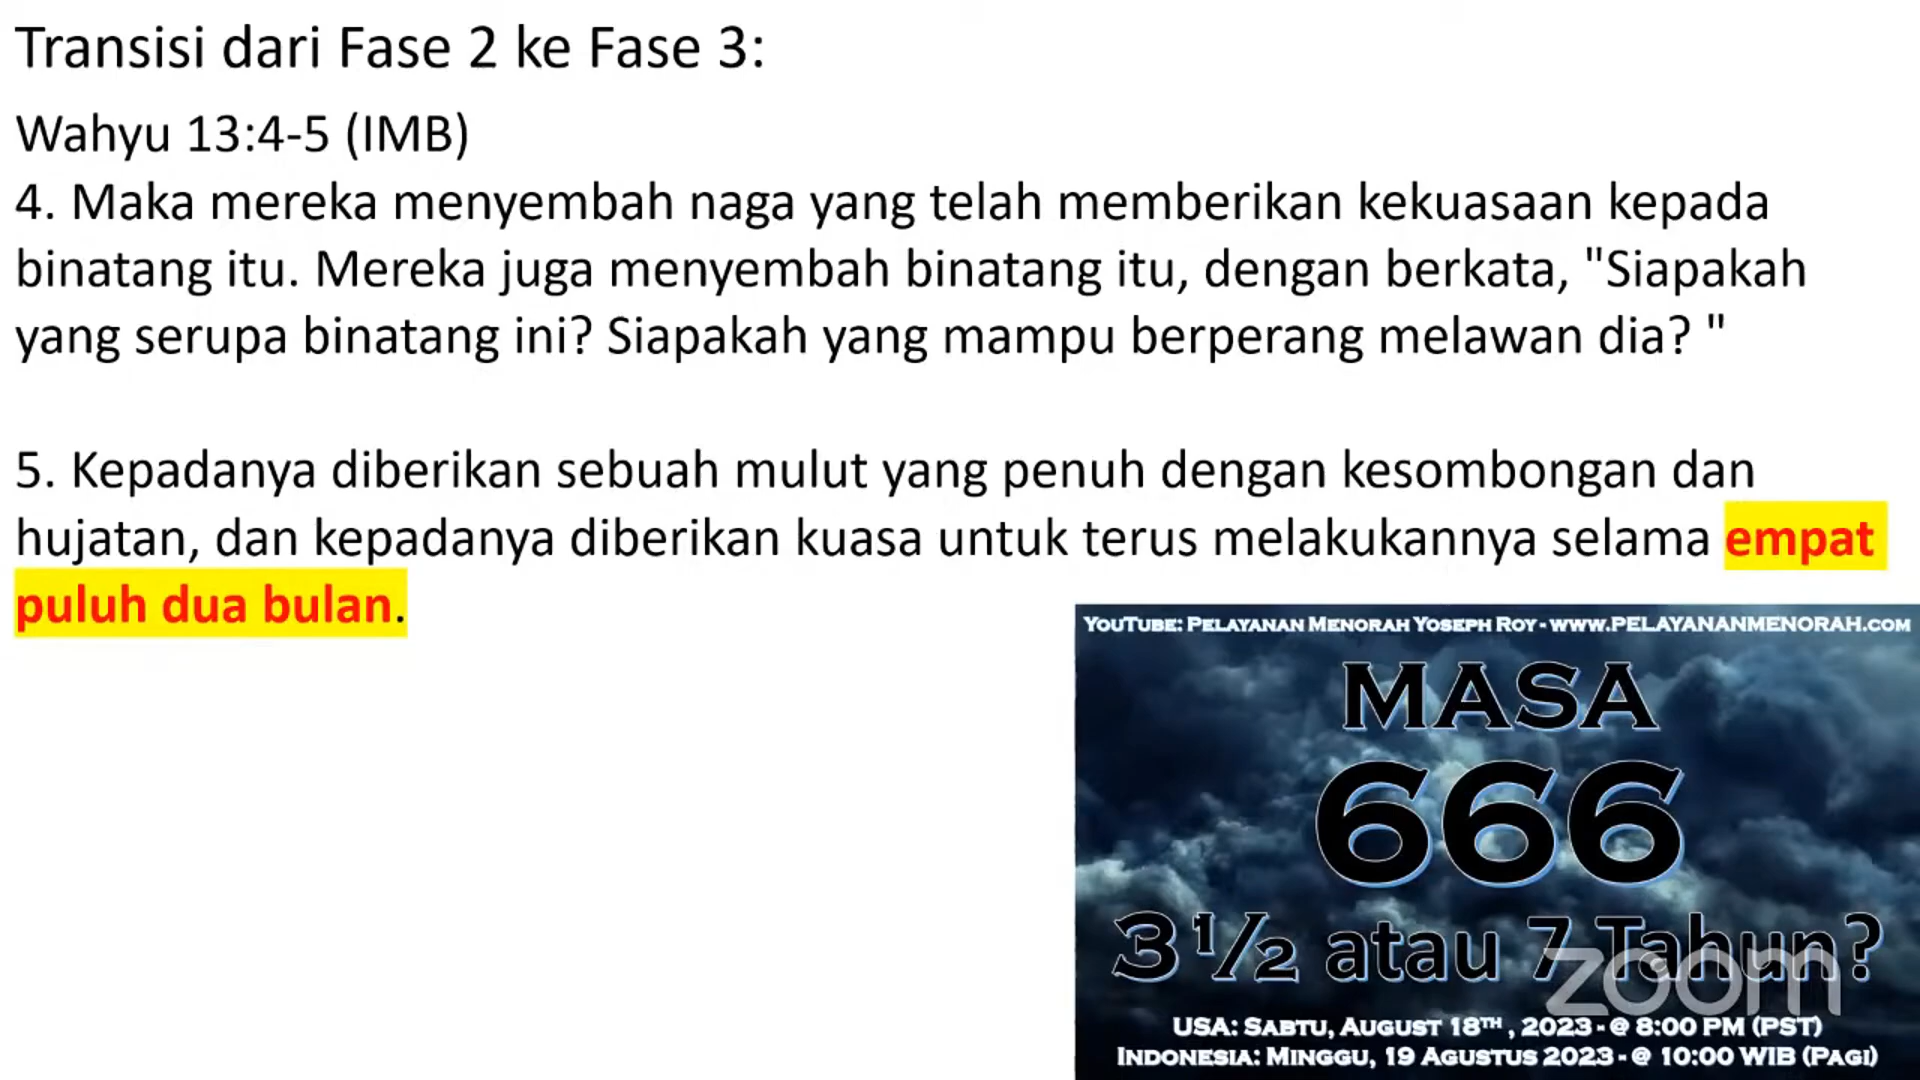 Transisi dari Fase 2 ke Fase 3:
Wahyu 13:4-5 (IMB)
4. Maka mereka menyembah naga yang telah memberikan kekuasaan kepada
binatang itu. Mereka juga menyembah binatang itu, dengan berkata, "Siapakah
yang serupa binatang ini? Siapakah yang mampu berperang melawan dia? "
5. Kepadanya diberikan sebuah mulut yang penuh dengan kesombongan dan
hujatan, dan kepadanya diberikan kuasa untuk terus melakukannya selama empat
puluh dua bulan.
YouTube: Pelayanan Menorah Yoseph Roy - www.PELAYANANMENORAH.com
MASA
666
3 ½ atau 7 Tahun?
zoom
USA: Sabtu, August 18TH , 2023 - @ 8:00 PM (PST)
Indonesia: Minggu, 19 Agustus 2023 - @ 10:00 WIB (Pagi)